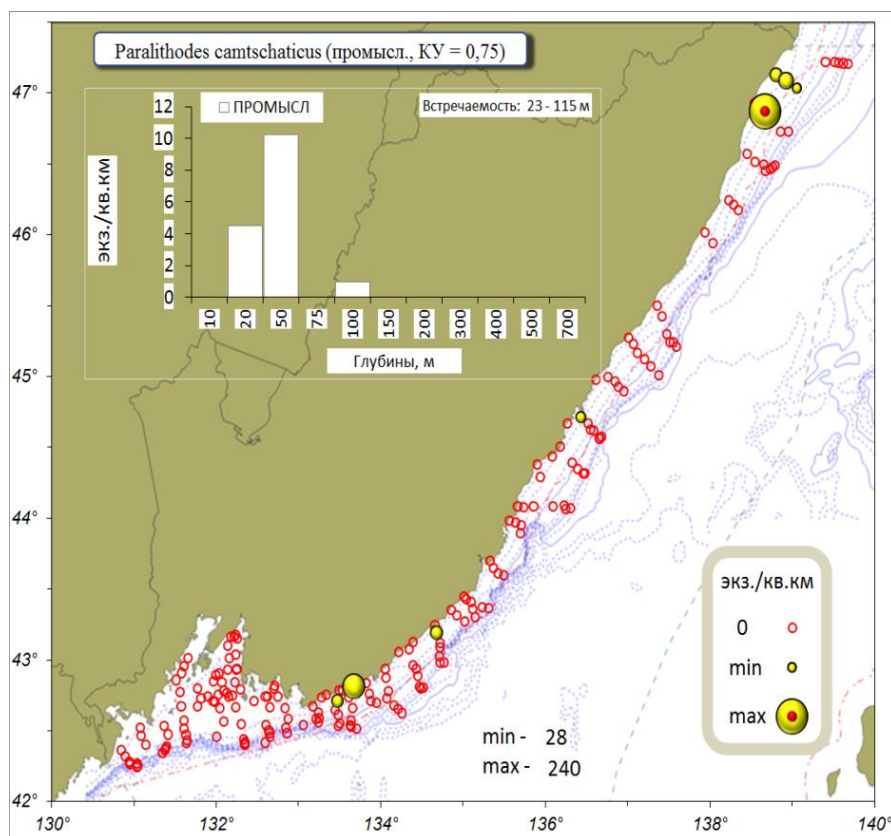 Paralithodes camtschaticus (промысл., КУ = 0,75)
47°
46°
45°
44°
43°
42°
12
10
8
6
4
2
0
экз./кв.км
ПРОМЫСЛ
Встречаемость: 23 - 115 м
10 20 50 75 100 150 200 300 400 500 700
Глубины, м
экз./кв.км
0
min
max
min - 28
max - 240
130° 132° 134° 136° 138° 140°